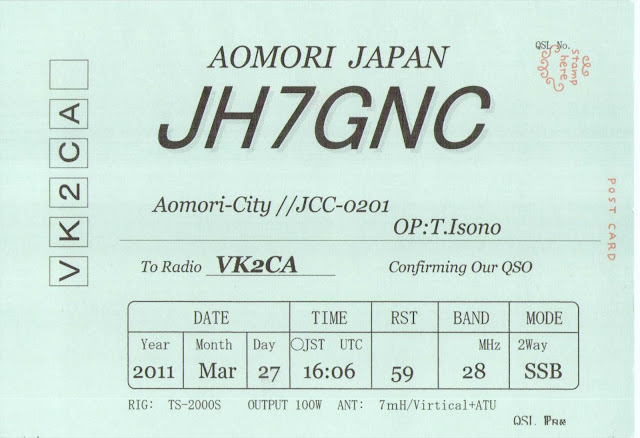 AOMORI JAPAN
QSL No.
stamp
here
JH7GNC
VK2CA
Aomori-City //JCC-0201
OP:T.Isono
POST CARD
To Radio VK2CA Confirming Our QSO
DATE TIME RST BAND MODE
Year Month Day ○JST UTC MHz 2Way
2011 Mar 27 16:06 59 28 SSB
RIG: TS-2000S OUTPUT 100W ANT: 7mH/Virtical+ATU
QSL